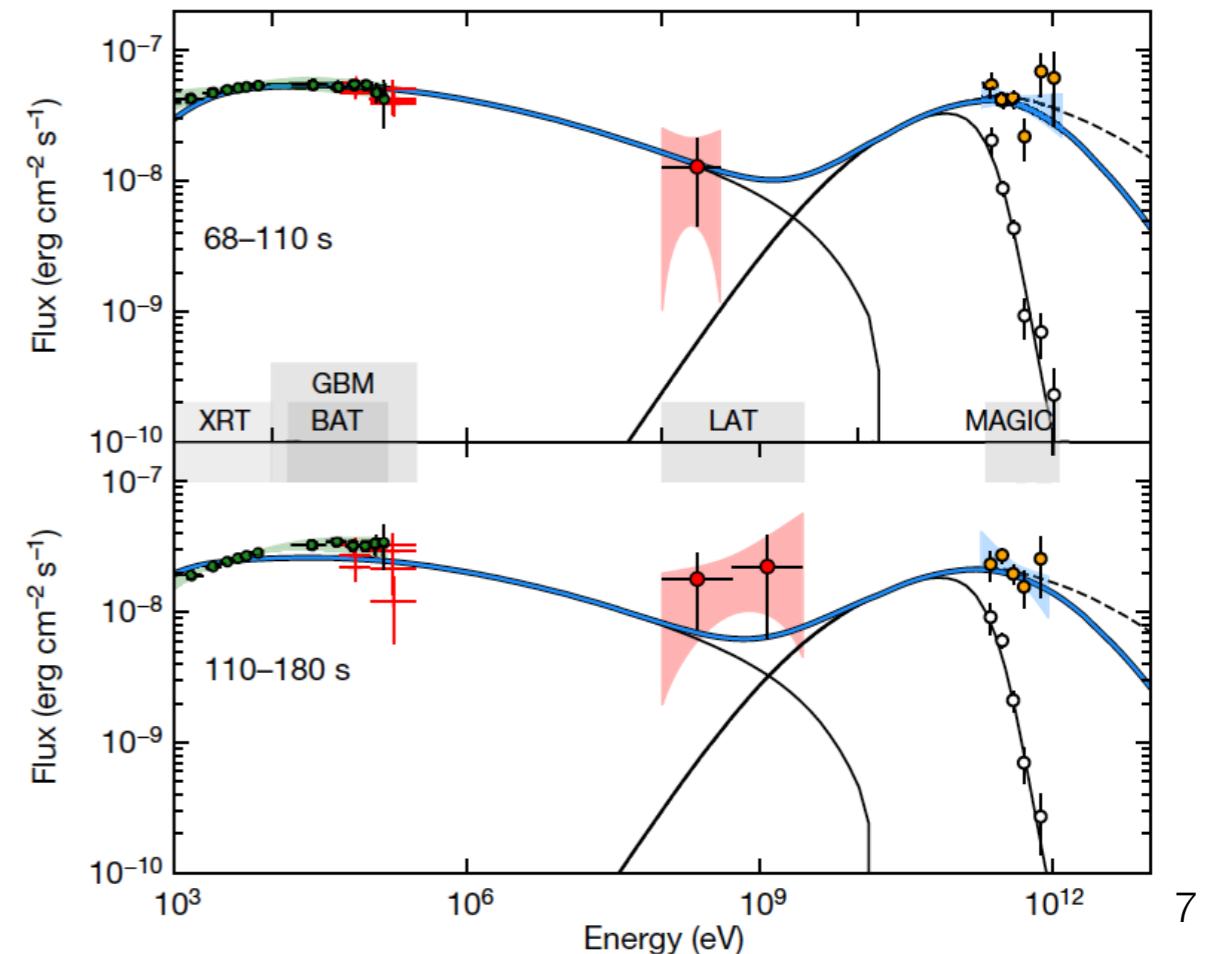 10⁻⁷
10⁻⁸
10⁻⁹
10⁻¹⁰
Flux (erg cm⁻² s⁻¹)
68–110 s
GBM
XRT BAT LAT MAGIC
10⁻⁷
10⁻⁸
10⁻⁹
10⁻¹⁰
Flux (erg cm⁻² s⁻¹)
110–180 s
10³ 10⁶ 10⁹ 10¹²
Energy (eV)
7